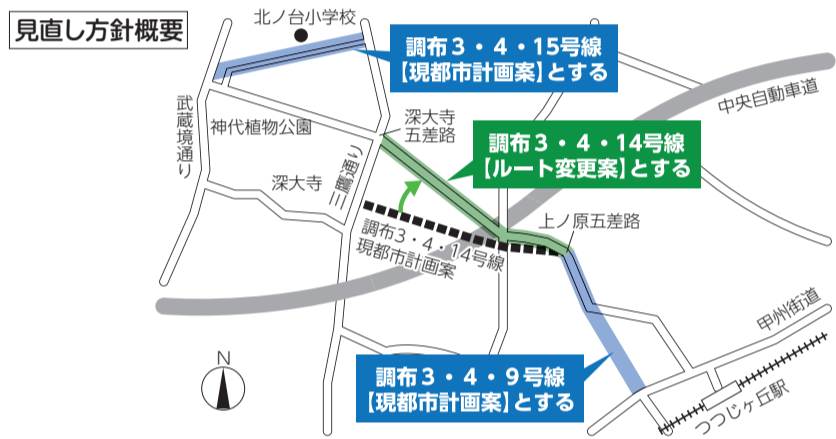 見直し方針概要
北ノ台小学校
調布3・4・15号線
【現都市計画案】とする
中央自動車道
武蔵境通り
神代植物公園
深大寺
五差路
調布3・4・14号線
【ルート変更案】とする
深大寺
三鷹通り
上ノ原五差路
調布3・4・14号線
現都市計画案
甲州街道
N
調布3・4・9号線
【現都市計画案】とする
つつじヶ丘駅